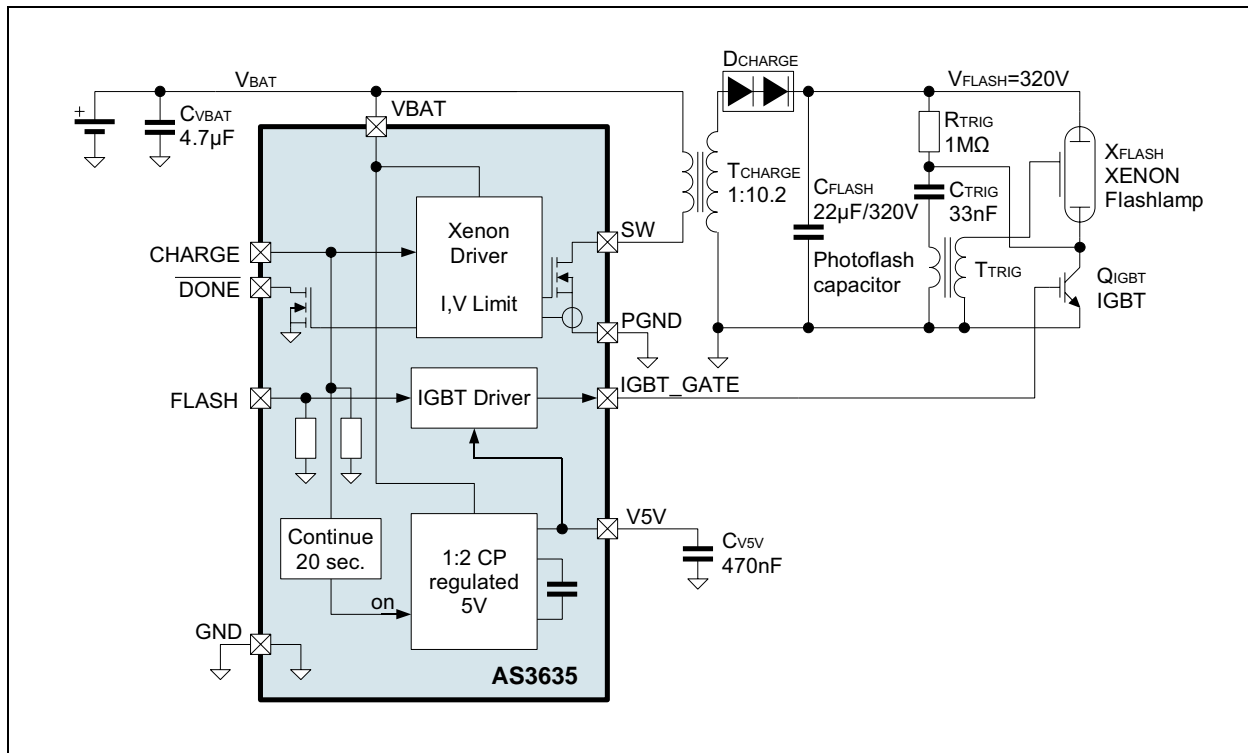 DCHARGE
VBAT
VFLASH=320V
+
CVBAT
4.7µF
VBAT
RTRIG
1MΩ
XFLASH
XENON
Flashlamp
TCHARGE
1:10.2
CFLASH
22µF/320V
CTRIG
33nF
Xenon
Driver
I,V Limit
SW
CHARGE
DONE
Photoflash
capacitor
TTRIG
QIGBT
IGBT
PGND
FLASH
IGBT Driver
IGBT_GATE
V5V
Continue
20 sec.
1:2 CP
regulated
5V
CV5V
470nF
on
GND
AS3635